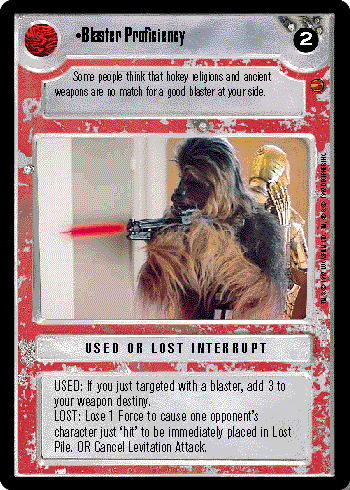 •Blaster Proficiency
2
Some people think that hokey religions and ancient
weapons are no match for a good blaster at your side.
USED OR LOST INTERRUPT
USED: If you just targeted with a blaster, add 3 to
your weapon destiny.
LOST: Lose 1 Force to cause one opponent's
character just 'hit' to be immediately placed in Lost
Pile. OR Cancel Levitation Attack.